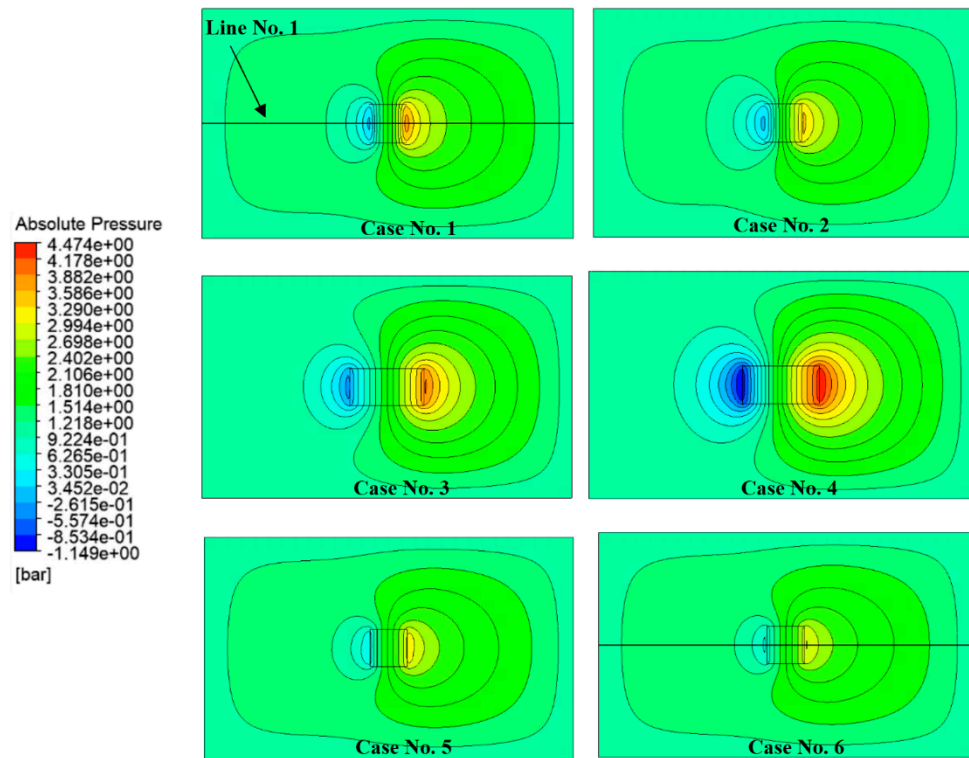 Line No. 1
Case No. 1
Case No. 2
Absolute Pressure
4.474e+00
4.178e+00
3.882e+00
3.586e+00
3.290e+00
2.994e+00
2.698e+00
2.402e+00
2.106e+00
1.810e+00
1.514e+00
1.218e+00
9.224e-01
6.265e-01
3.305e-01
3.452e-02
-2.615e-01
-5.574e-01
-8.534e-01
-1.149e+00
[bar]
Case No. 3
Case No. 4
Case No. 5
Case No. 6